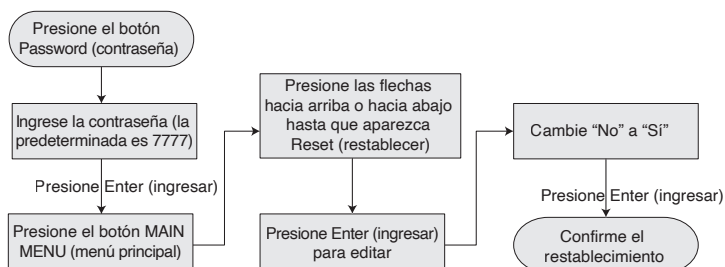 Presione el botón
Password (contraseña)
Ingrese la contraseña (la
predeterminada es 7777)
Presione Enter (ingresar)
Presione el botón MAIN
MENU (menú principal)
Presione las flechas
hacia arriba o hacia abajo
hasta que aparezca
Reset (restablecer)
Presione Enter (ingresar)
para editar
Cambie “No” a “Sí”
Presione Enter (ingresar)
Confirme el
restablecimiento